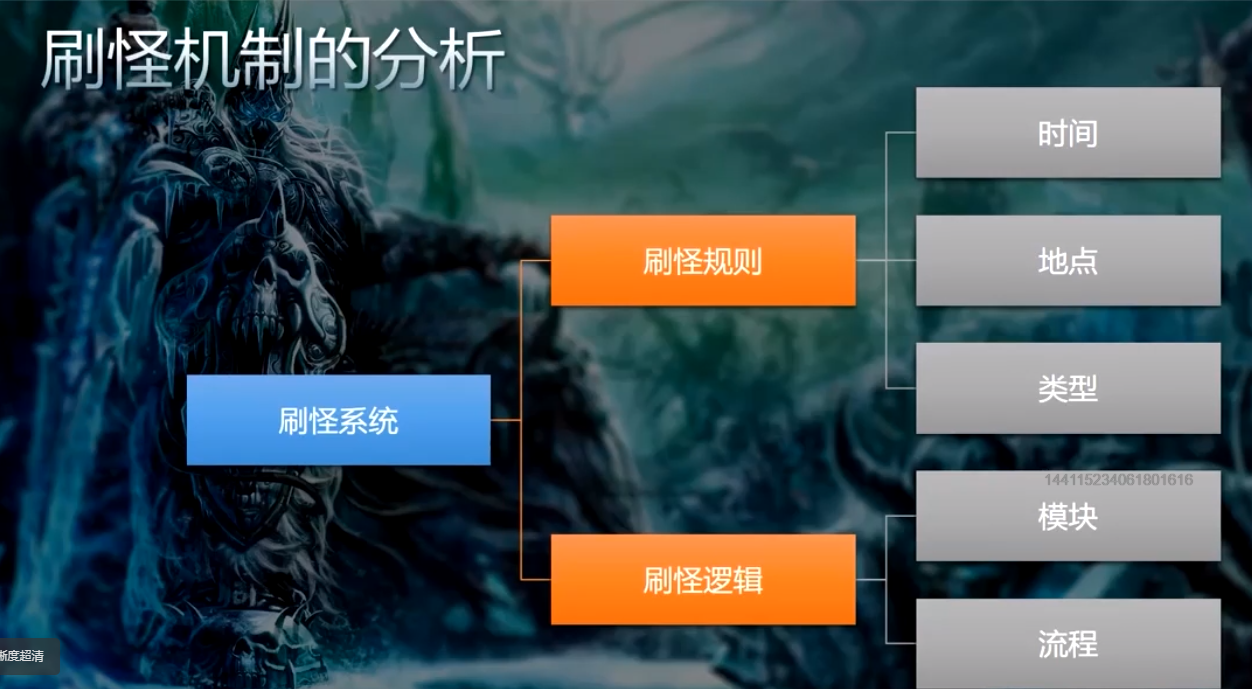 刷怪机制的分析
时间
地点
刷怪规则
类型
刷怪系统
144115234061801616
模块
刷怪逻辑
流程
晰度超清